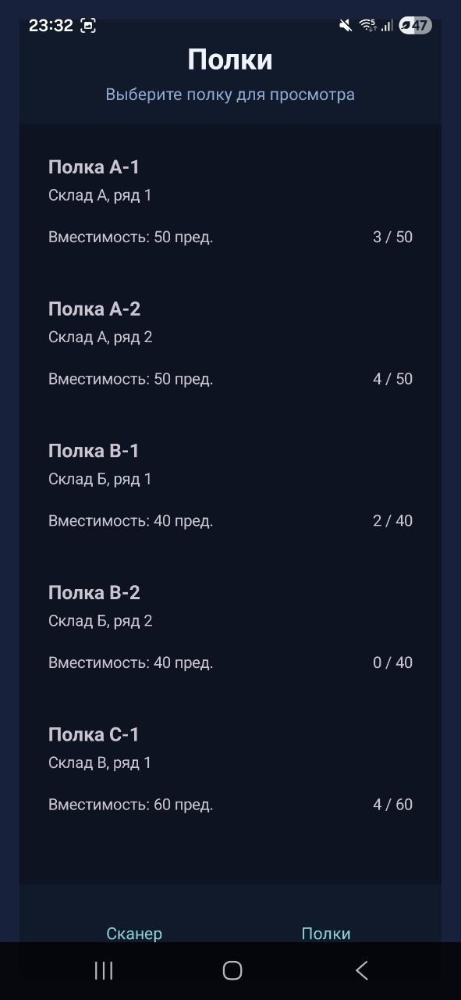 23:32
47
Полки
Выберите полку для просмотра
Полка A-1
Склад А, ряд 1
Вместимость: 50 пред. 3 / 50
Полка A-2
Склад А, ряд 2
Вместимость: 50 пред. 4 / 50
Полка B-1
Склад Б, ряд 1
Вместимость: 40 пред. 2 / 40
Полка B-2
Склад Б, ряд 2
Вместимость: 40 пред. 0 / 40
Полка C-1
Склад В, ряд 1
Вместимость: 60 пред. 4 / 60
Сканер Полки